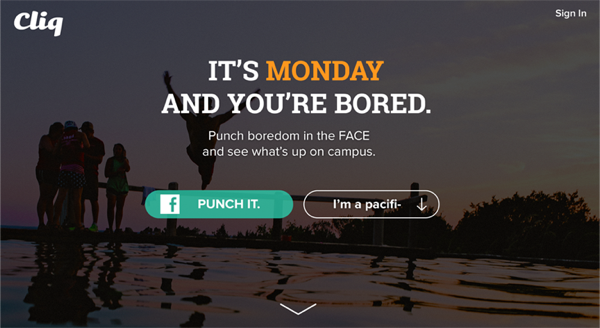 Cliq
Sign In
IT'S MONDAY
AND YOU'RE BORED.
Punch boredom in the FACE
and see what's up on campus.
f PUNCH IT.
I'm a pacifi-